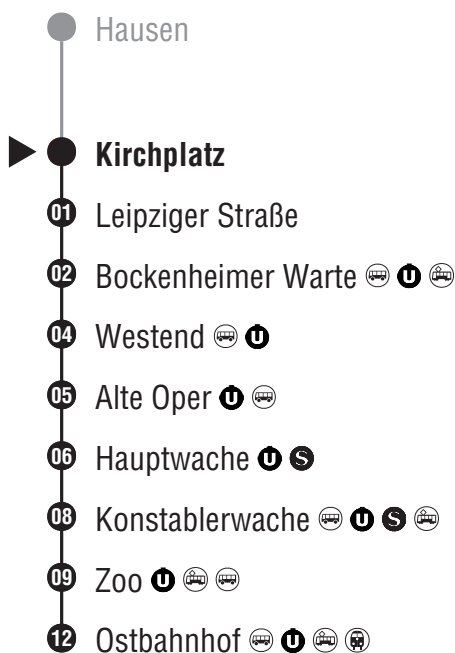 Hausen
Kirchplatz
01 Leipziger Straße
02 Bockenheimer Warte U
04 Westend U
05 Alte Oper U
06 Hauptwache U S
08 Konstablerwache U S
09 Zoo U
12 Ostbahnhof U